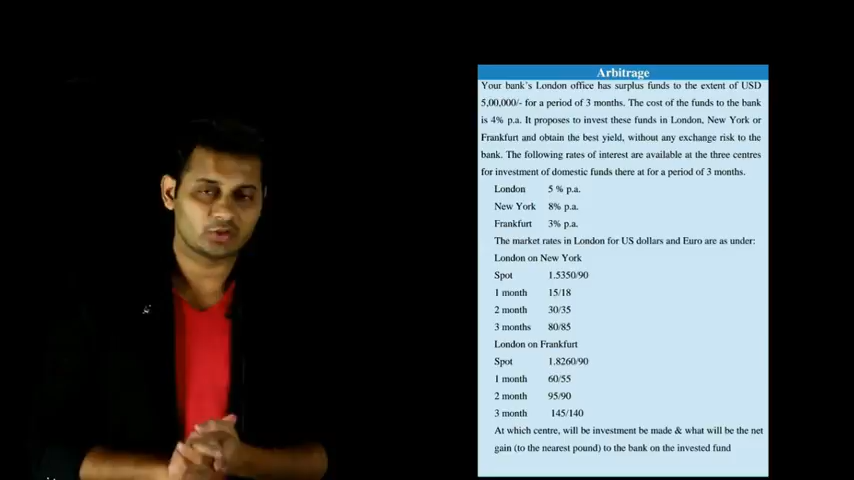 Arbitrage
Your bank's London office has surplus funds to the extent of USD
5,00,000/- for a period of 3 months. The cost of the funds to the bank
is 4% p.a. It proposes to invest these funds in London, New York or
Frankfurt and obtain the best yield, without any exchange risk to the
bank. The following rates of interest are available at the three centres
for investment of domestic funds there at for a period of 3 months.
London 5 % p.a.
New York 8% p.a.
Frankfurt 3% p.a.
The market rates in London for US dollars and Euro are as under:
London on New York
Spot 1.5350/90
1 month 15/18
2 month 30/35
3 months 80/85
London on Frankfurt
Spot 1.8260/90
1 month 60/55
2 month 95/90
3 month 145/140
At which centre, will be investment be made & what will be the net
gain (to the nearest pound) to the bank on the invested fund